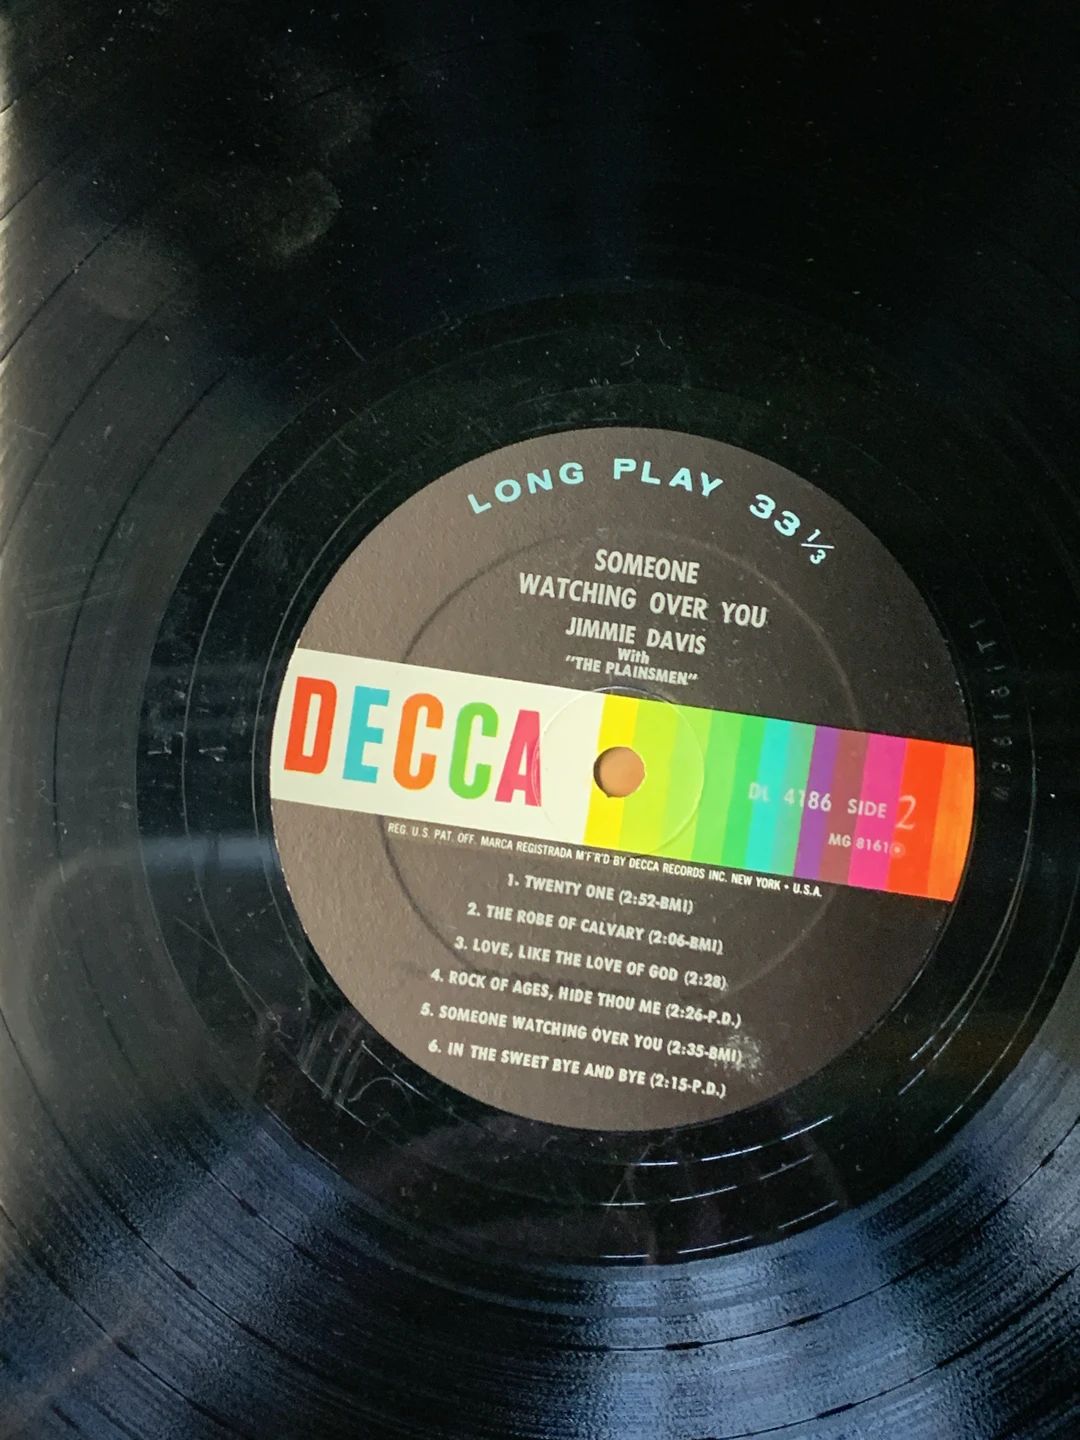 LONG PLAY 33 1/3
SOMEONE
WATCHING OVER YOU
JIMMIE DAVIS
With
"THE PLAINSMEN"
DECCA
DL 4186 SIDE 2
MG 8161
REG. U.S. PAT. OFF. MARCA REGISTRADA M'F'R'D BY DECCA RECORDS INC. NEW YORK • U.S.A.
1. TWENTY ONE (2:52-BMI)
2. THE ROBE OF CALVARY (2:06-BMI)
3. LOVE, LIKE THE LOVE OF GOD (2:28)
4. ROCK OF AGES, HIDE THOU ME (2:26-P.D.)
5. SOMEONE WATCHING OVER YOU (2:35-BMI)
6. IN THE SWEET BYE AND BYE (2:15-P.D.)